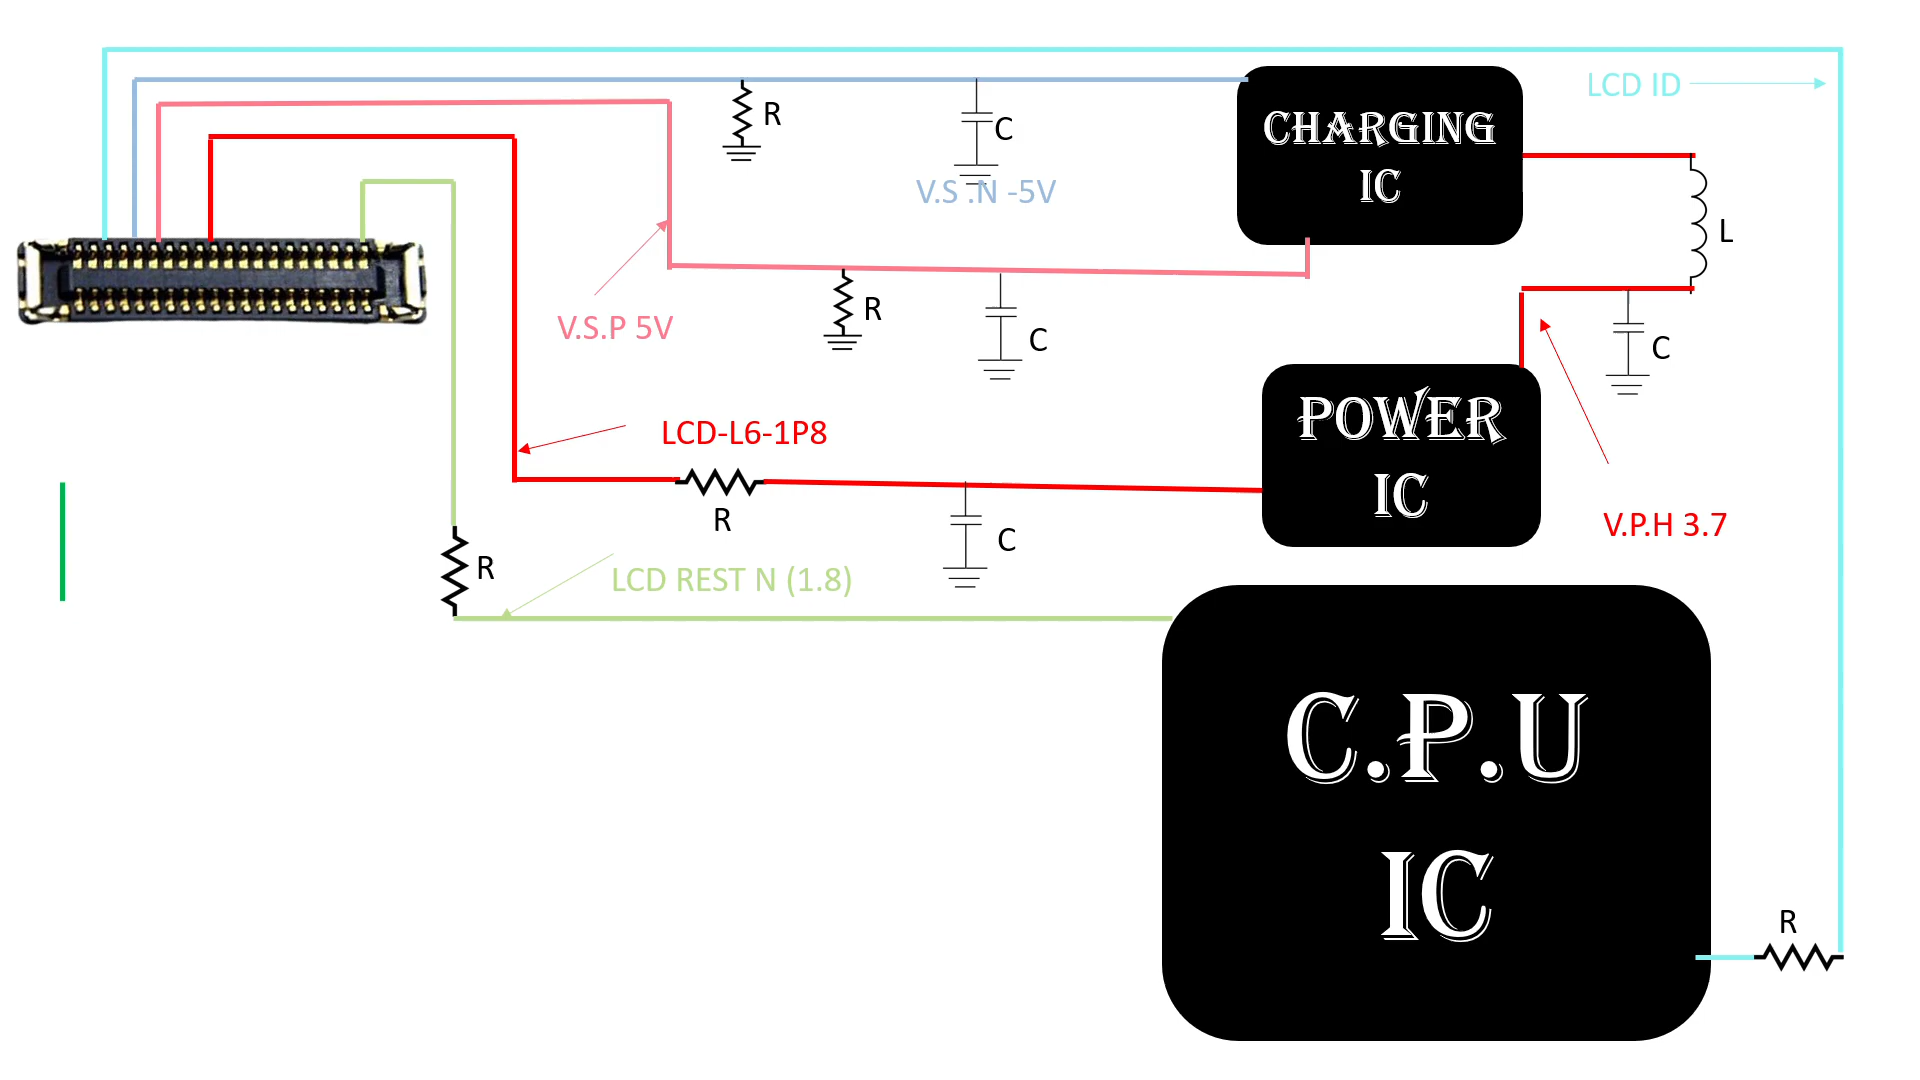 LCD ID
R
C
CHARGING
IC
V.S .N -5V
L
V.S.P 5V
R
C
C
LCD-L6-1P8
POWER
IC
R
C
V.P.H 3.7
R
LCD REST N (1.8)
C.P.U
IC
R